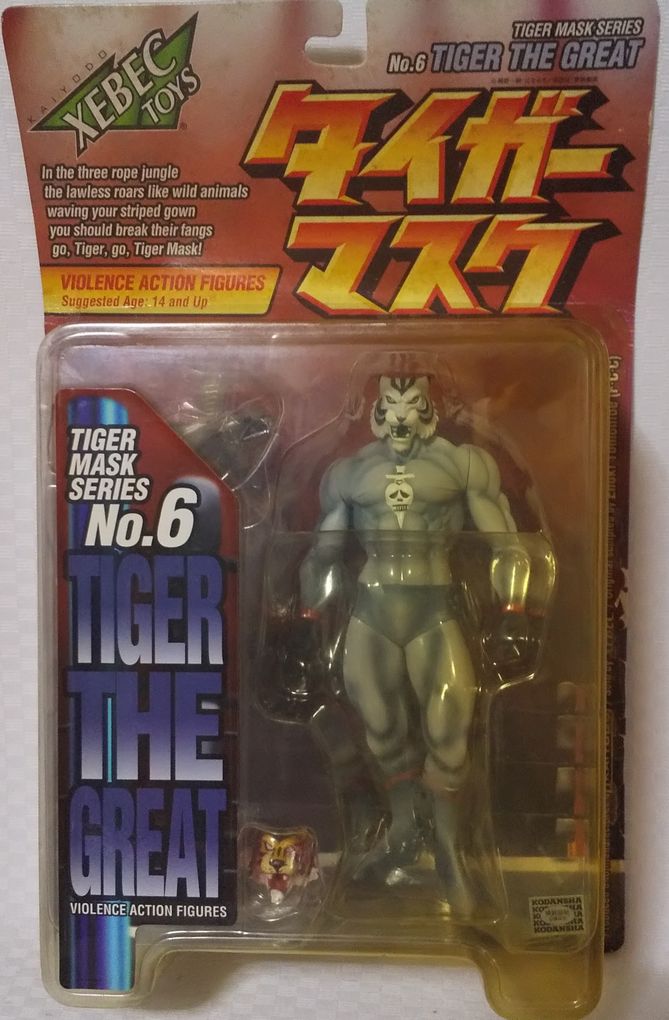 TIGER MASK SERIES
No.6 TIGER THE GREAT
KAIYODO
XEBEC
TOYS
タイガー
マスク
In the three rope jungle
the lawless roars like wild animals
waving your striped gown
you should break their fangs
go, Tiger, go, Tiger Mask!
VIOLENCE ACTION FIGURES
Suggested Age: 14 and Up
TIGER
MASK
SERIES
No.6
TIGER
THE
GREAT
VIOLENCE ACTION FIGURES
KODANSHA
KODANSHA